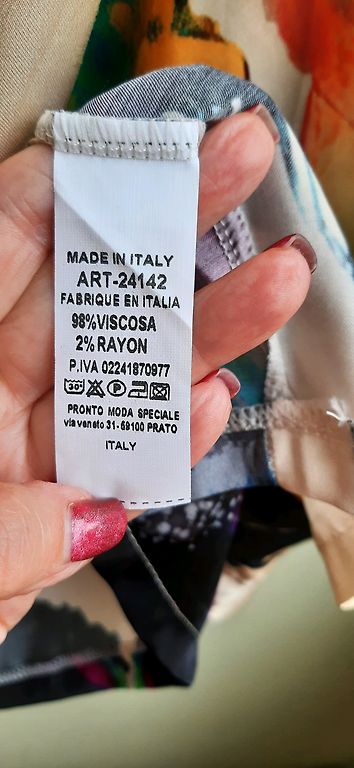 MADE IN ITALY
ART-24142
FABRIQUE EN ITALIA
98%VISCOSA
2% RAYON
P.IVA 02241870977
30° P
PRONTO MODA SPECIALE
via veneto 31-59100 PRATO
ITALY